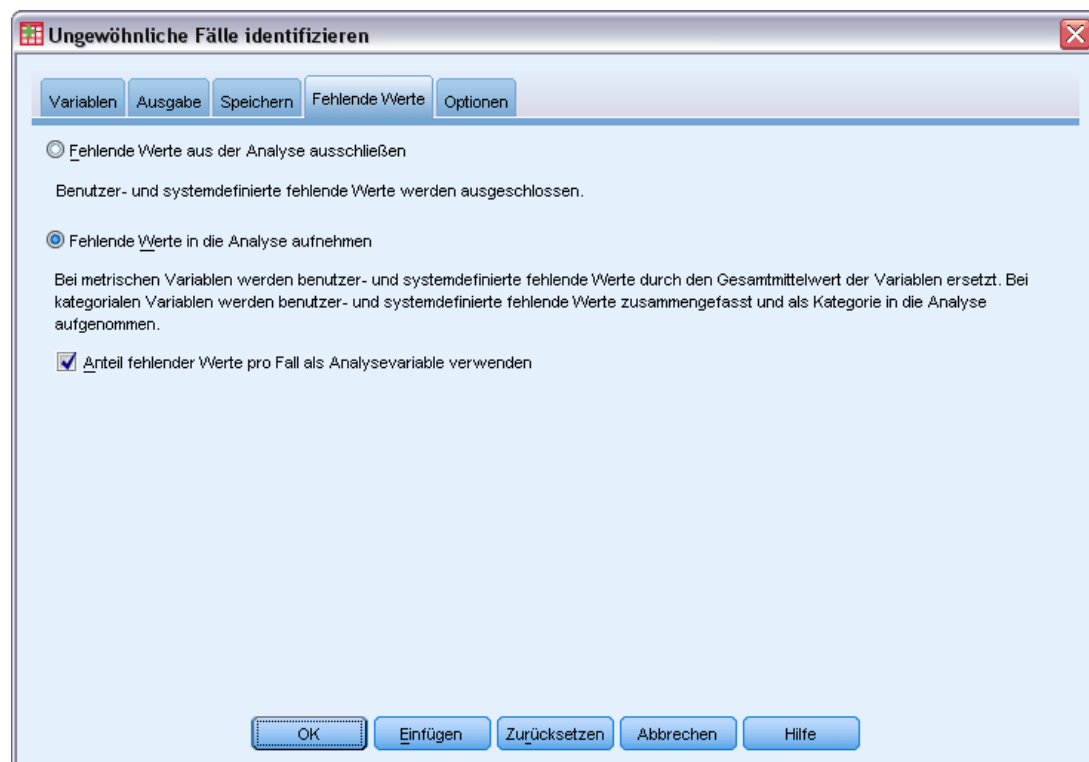 Ungewöhnliche Fälle identifizieren
Variablen Ausgabe Speichern Fehlende Werte Optionen
Fehlende Werte aus der Analyse ausschließen
Benutzer- und systemdefinierte fehlende Werte werden ausgeschlossen.
Fehlende Werte in die Analyse aufnehmen
Bei metrischen Variablen werden benutzer- und systemdefinierte fehlende Werte durch den Gesamtmittelwert der Variablen ersetzt. Bei
kategorialen Variablen werden benutzer- und systemdefinierte fehlende Werte zusammengefasst und als Kategorie in die Analyse
aufgenommen.
Anteil fehlender Werte pro Fall als Analysevariable verwenden
OK Einfügen Zurücksetzen Abbrechen Hilfe